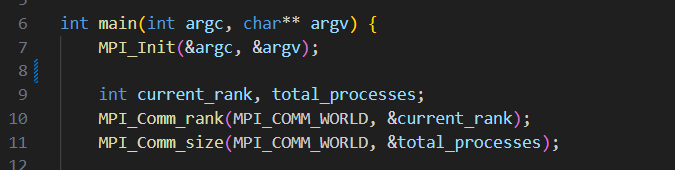 6 int main(int argc, char** argv) {
7 MPI_Init(&argc, &argv);
8
9 int current_rank, total_processes;
10 MPI_Comm_rank(MPI_COMM_WORLD, &current_rank);
11 MPI_Comm_size(MPI_COMM_WORLD, &total_processes);
12